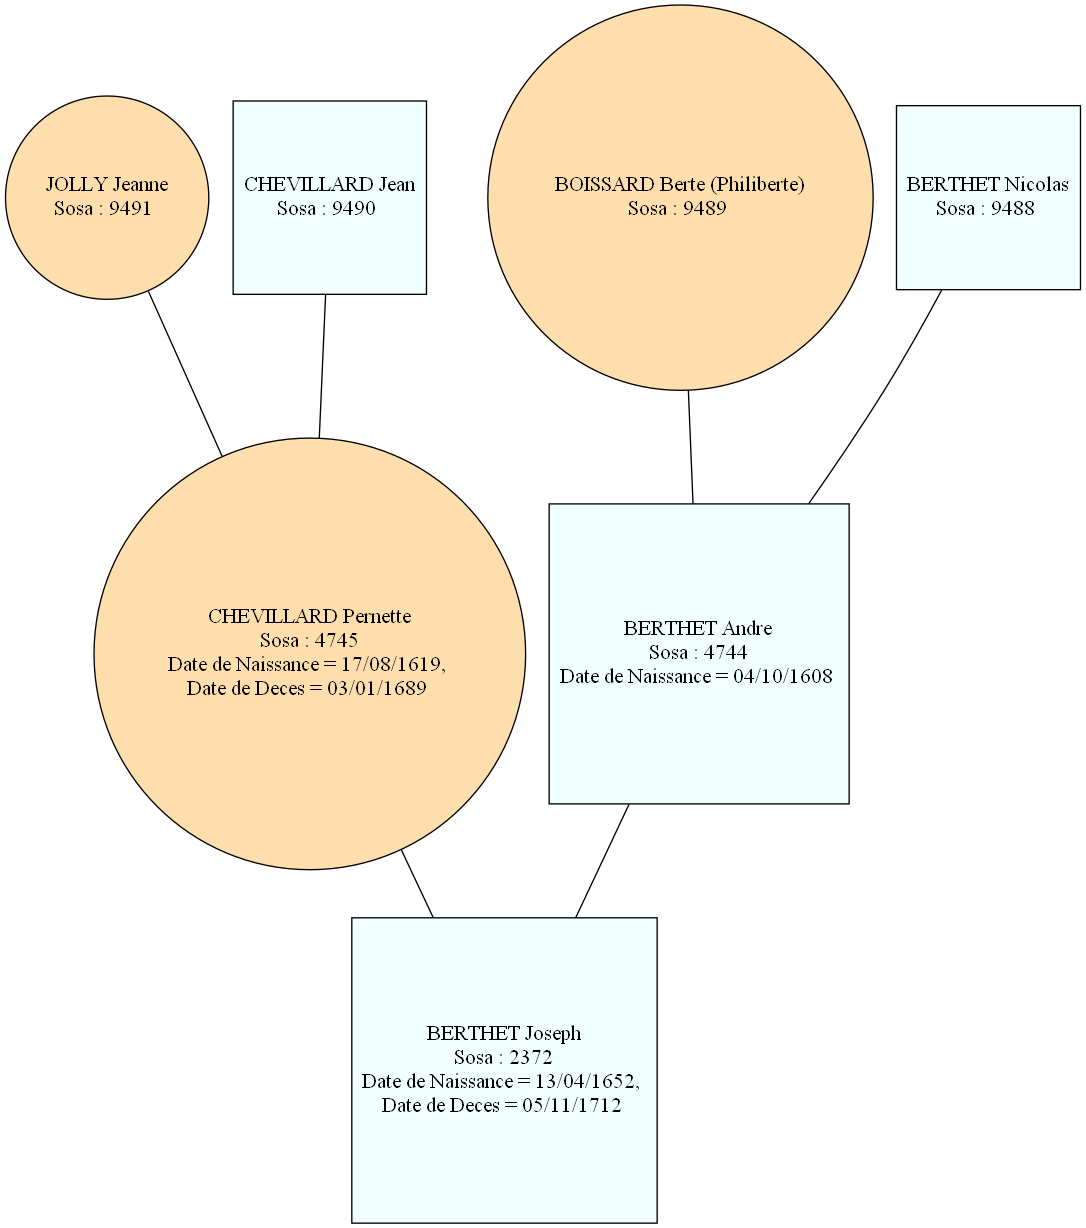 JOLLY Jeanne
Sosa : 9491
CHEVILLARD Jean
Sosa : 9490
BOISSARD Berte (Philiberte)
Sosa : 9489
BERTHET Nicolas
Sosa : 9488
CHEVILLARD Pernette
Sosa : 4745
Date de Naissance = 17/08/1619,
Date de Deces = 03/01/1689
BERTHET Andre
Sosa : 4744
Date de Naissance = 04/10/1608
BERTHET Joseph
Sosa : 2372
Date de Naissance = 13/04/1652,
Date de Deces = 05/11/1712